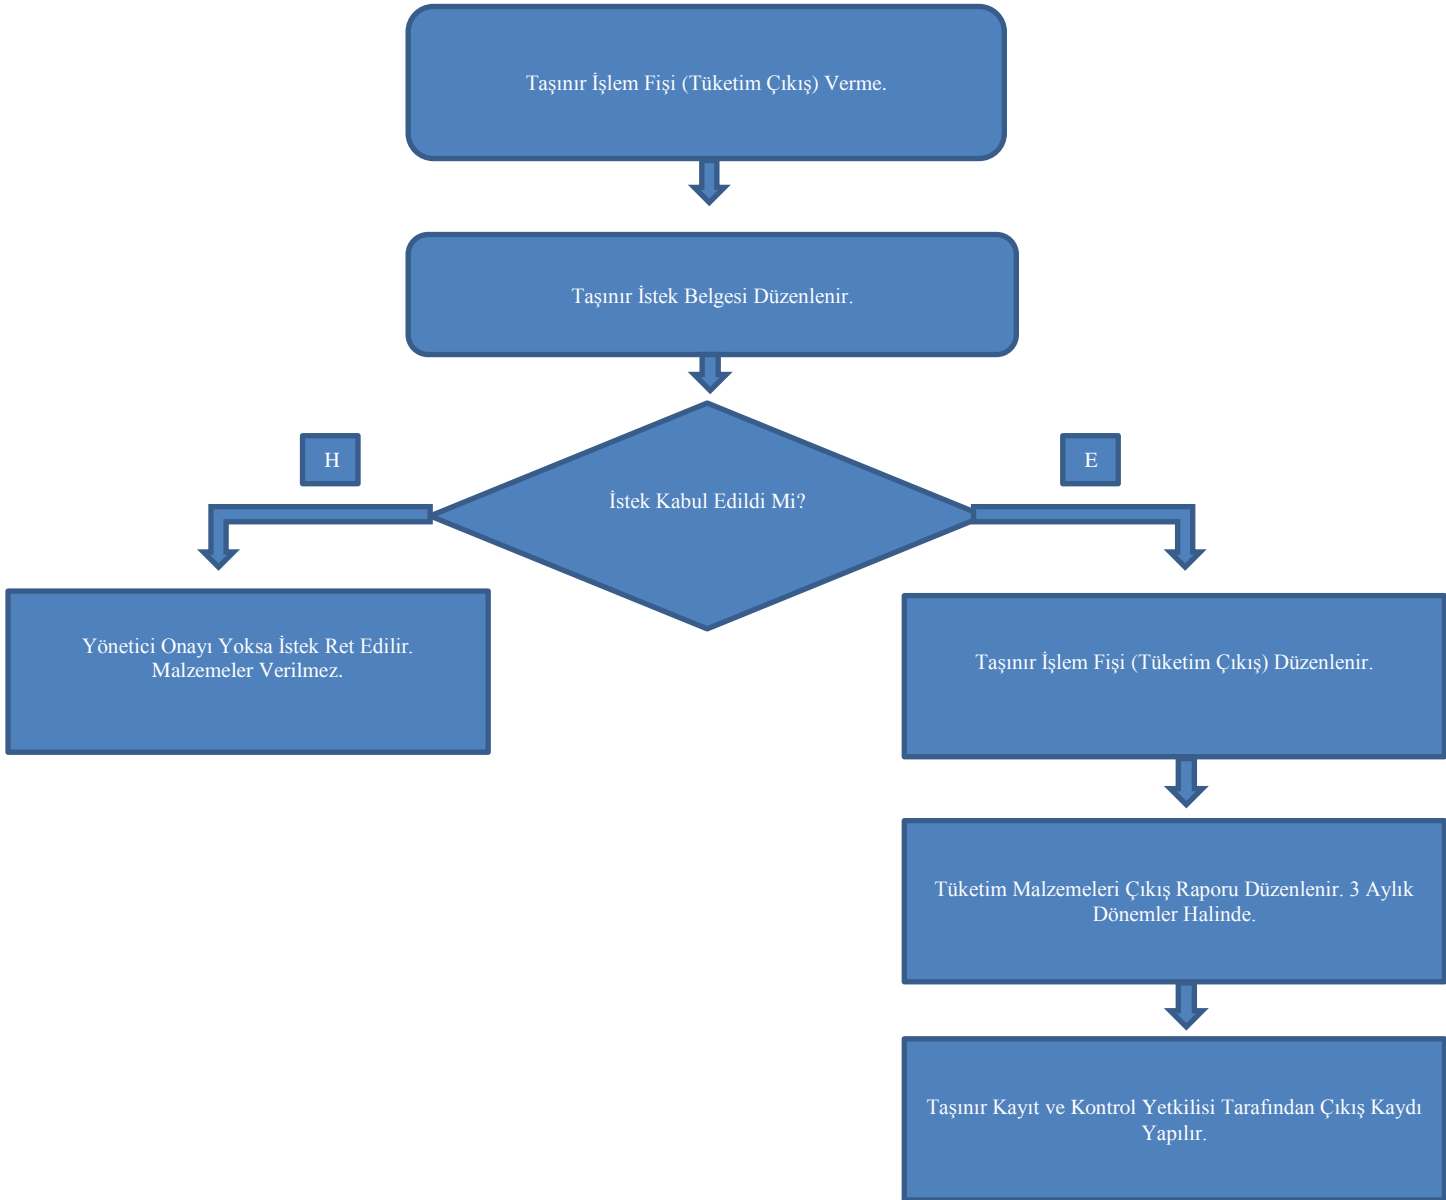 Taşınır İşlem Fişi (Tüketim Çıkış) Verme.
Taşınır İstek Belgesi Düzenlenir.
H
E
İstek Kabul Edildi Mi?
Yönetici Onayı Yoksa İstek Ret Edilir.
Malzemeler Verilmez.
Taşınır İşlem Fişi (Tüketim Çıkış) Düzenlenir.
Tüketim Malzemeleri Çıkış Raporu Düzenlenir. 3 Aylık
Dönemler Halinde.
Taşınır Kayıt ve Kontrol Yetkilisi Tarafından Çıkış Kaydı
Yapılır.